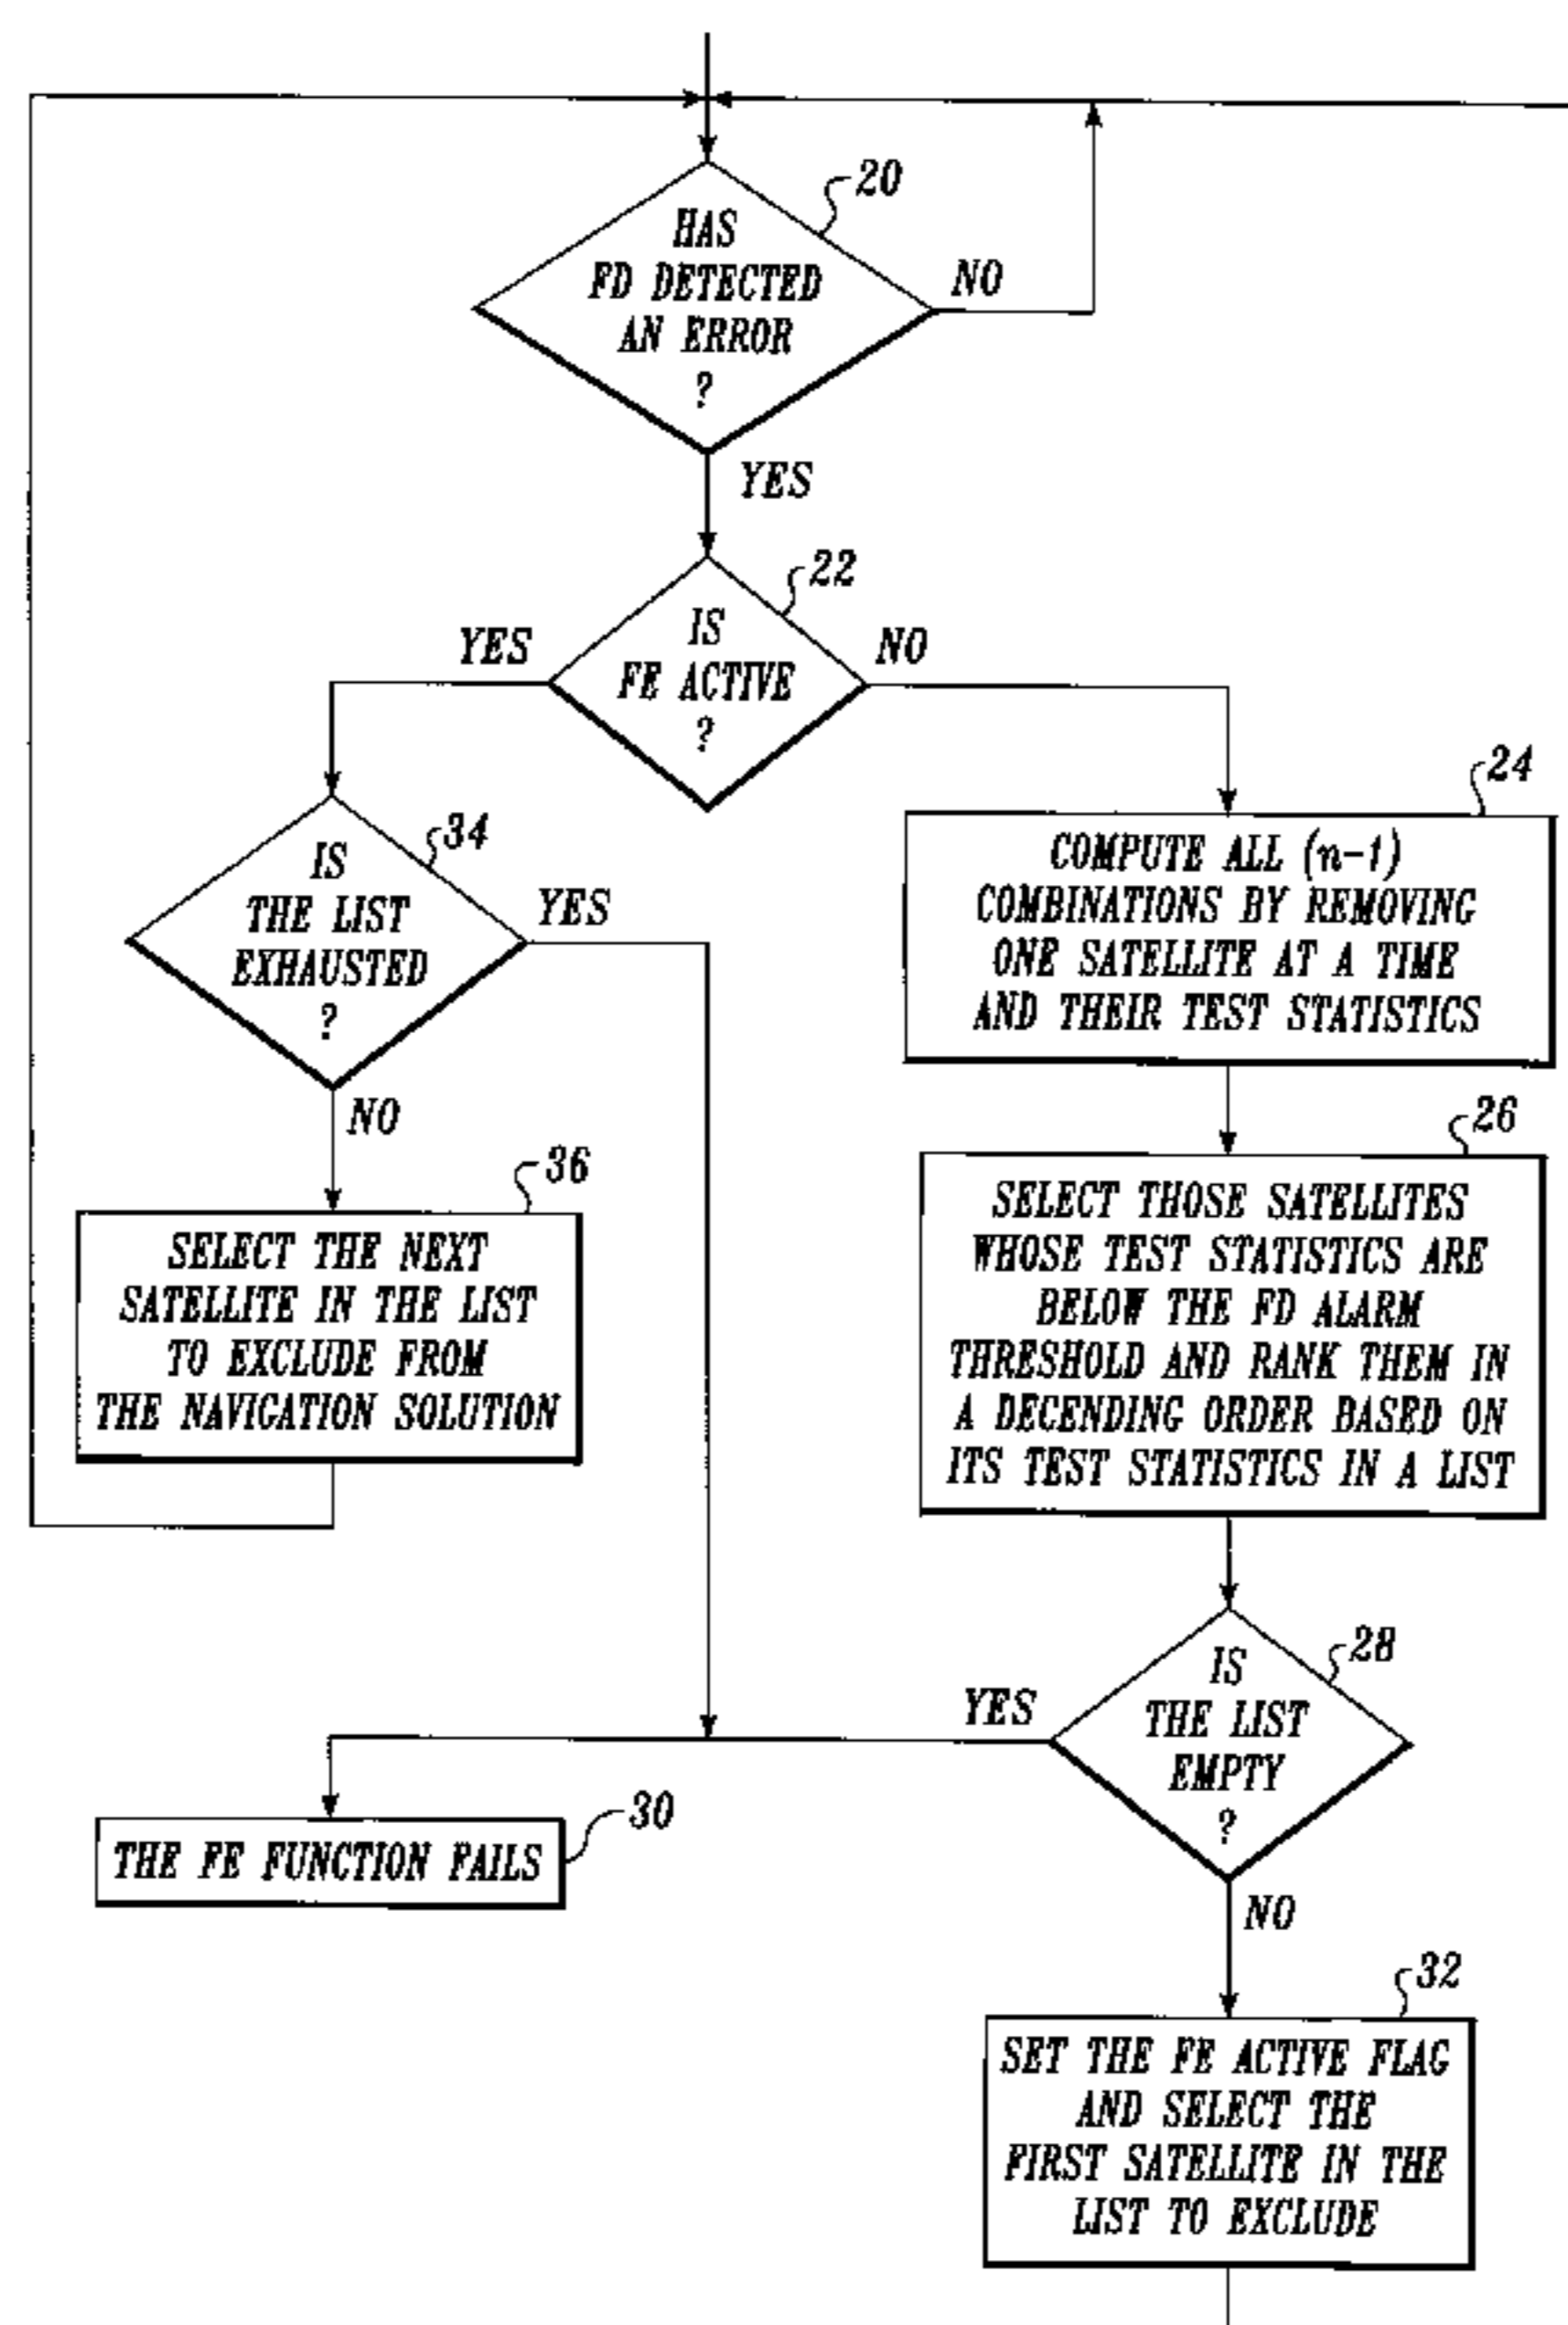 20
HAS
FD DETECTED
AN ERROR
?
NO
YES
22
IS
FE ACTIVE
?
YES
NO
34
IS
THE LIST
EXHAUSTED
?
YES
NO
24
COMPUTE ALL (n-1)
COMBINATIONS BY REMOVING
ONE SATELLITE AT A TIME
AND THEIR TEST STATISTICS
36
SELECT THE NEXT
SATELLITE IN THE LIST
TO EXCLUDE FROM
THE NAVIGATION SOLUTION
26
SELECT THOSE SATELLITES
WHOSE TEST STATISTICS ARE
BELOW THE FD ALARM
THRESHOLD AND RANK THEM IN
A DECENDING ORDER BASED ON
ITS TEST STATISTICS IN A LIST
28
IS
THE LIST
EMPTY
?
YES
NO
30
THE FE FUNCTION FAILS
32
SET THE FE ACTIVE FLAG
AND SELECT THE
FIRST SATELLITE IN THE
LIST TO EXCLUDE